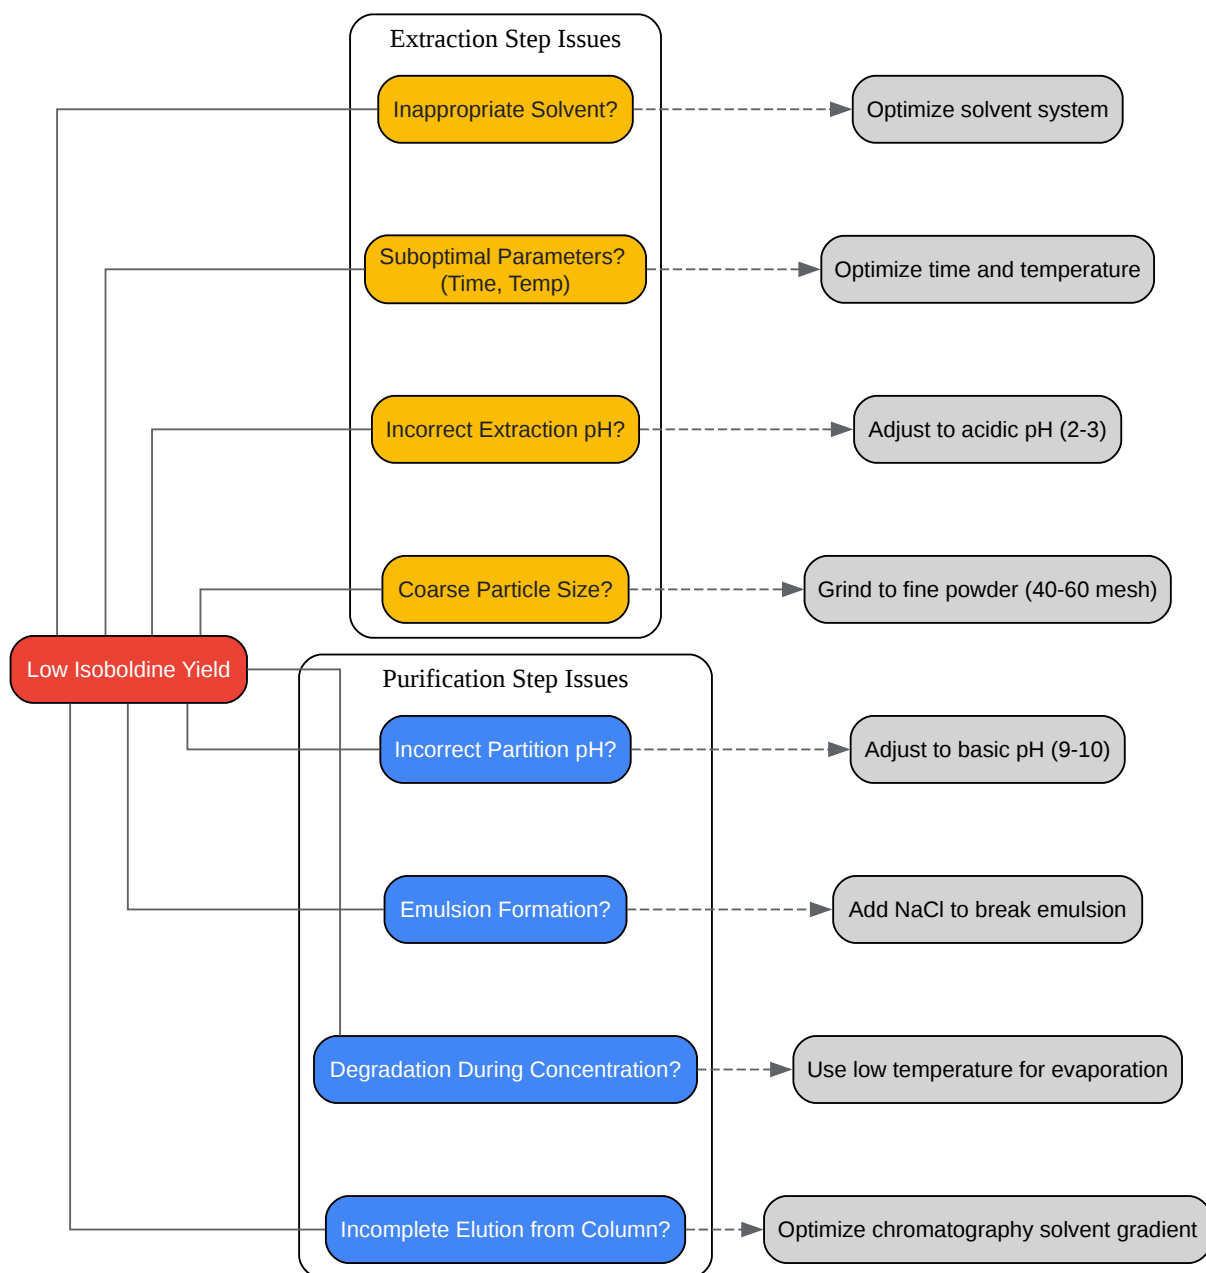 Extraction Step Issues
Inappropriate Solvent?
Optimize solvent system
Suboptimal Parameters?
(Time, Temp)
Optimize time and temperature
Incorrect Extraction pH?
Adjust to acidic pH (2-3)
Coarse Particle Size?
Grind to fine powder (40-60 mesh)
Low Isoboldine Yield
Purification Step Issues
Incorrect Partition pH?
Adjust to basic pH (9-10)
Emulsion Formation?
Add NaCl to break emulsion
Degradation During Concentration?
Use low temperature for evaporation
Incomplete Elution from Column?
Optimize chromatography solvent gradient